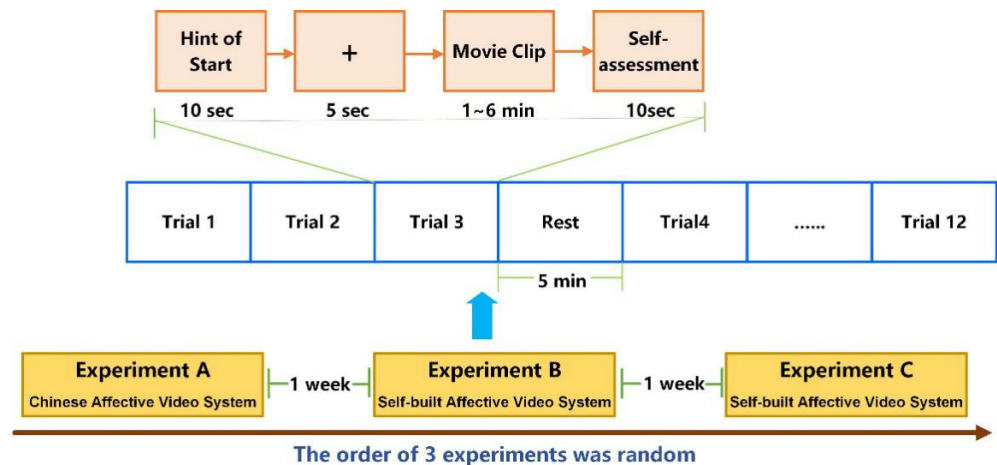 Hint of
Start
+
Movie Clip
Self-
assessment
10 sec
5 sec
1~6 min
10sec
Trial 1
Trial 2
Trial 3
Rest
Trial4
......
Trial 12
5 min
Experiment A
Chinese Affective Video System
1 week
Experiment B
Self-built Affective Video System
1 week
Experiment C
Self-built Affective Video System
The order of 3 experiments was random